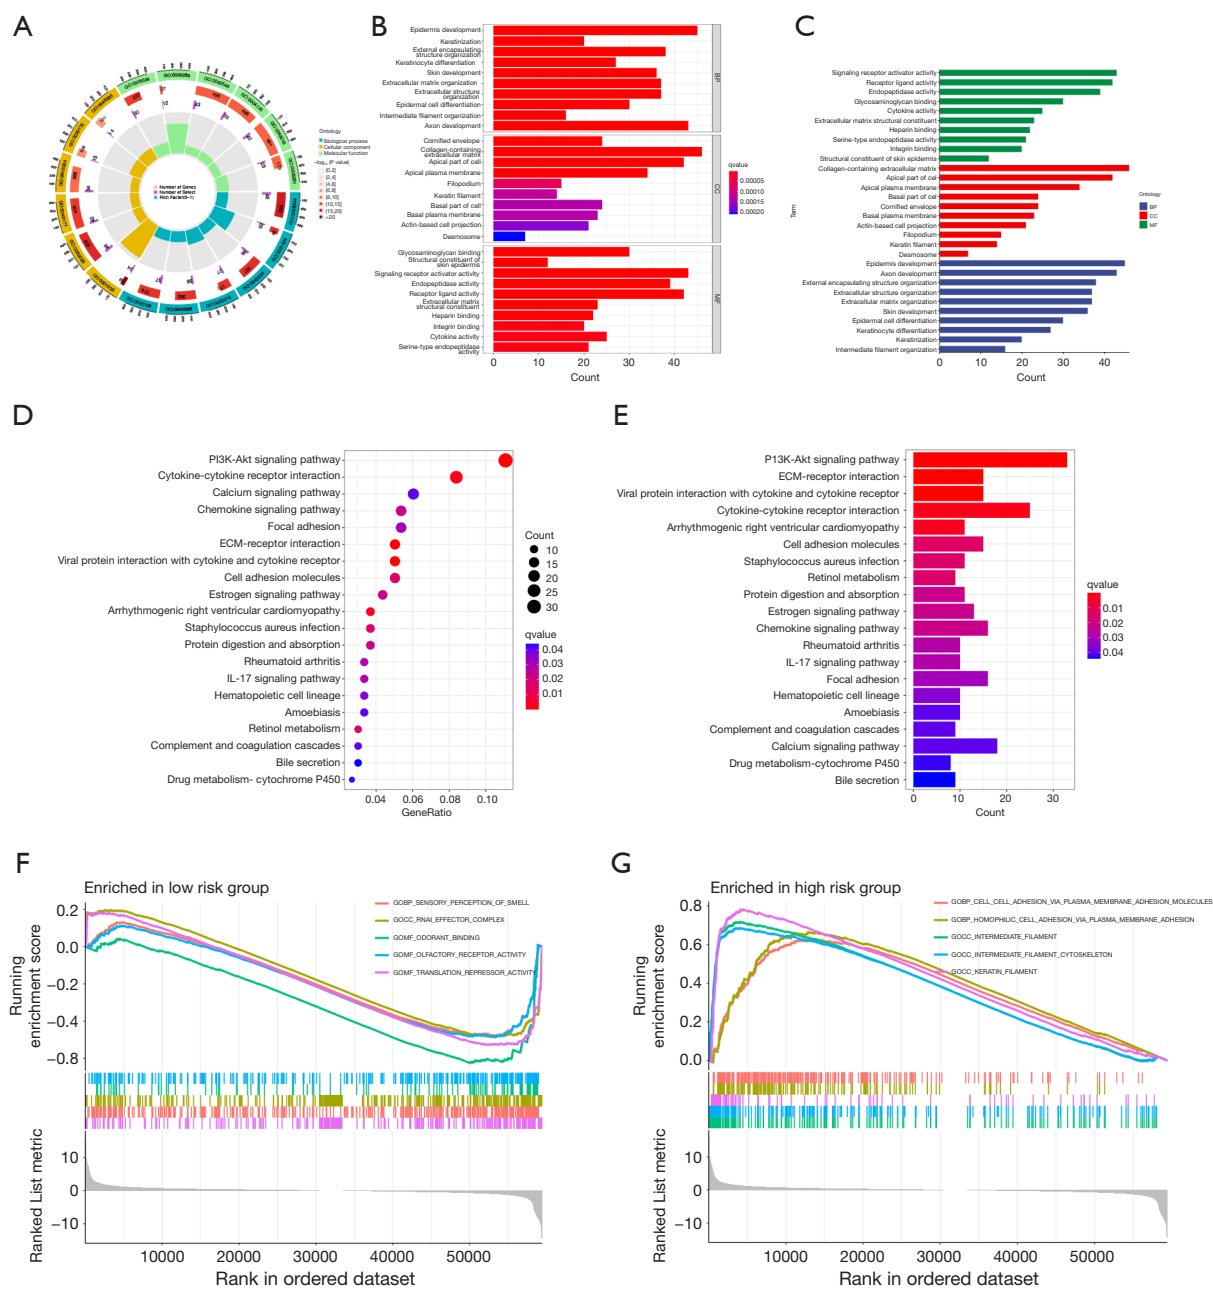 A
Ontology
Biological process
Cellular component
Molecular function
−log₁₀ (P value)
[0,2]
[2,4]
[4,6]
[6,8]
[8,10]
[10,15]
[15,20]
>20
Number of Genes
Number of Select
Rich Factor(0−1)
B
Epidermis development
Keratinization
External encapsulating
structure organization
Keratinocyte differentiation
Skin development
Extracellular matrix organization
Extracellular structure
organization
Epidermal cell differentiation
Intermediate filament organization
Axon development
Cornified envelope
Collagen-containing
extracellular matrix
Apical part of cell
Apical plasma membrane
Filopodium
Keratin filament
Basal part of cell
Basal plasma membrane
Actin-based cell projection
Desmosome
Glycosaminoglycan binding
Structural constituent of
skin epidermis
Signaling receptor activator activity
Endopeptidase activity
Receptor ligand activity
Extracellular matrix
structural constituent
Heparin binding
Integrin binding
Cytokine activity
Serine-type endopeptidase
activity
BP
CC
MF
0 10 20 30 40
Count
qvalue
0.00005
0.00010
0.00015
0.00020
C
Term
Signaling receptor activator activity
Receptor ligand activity
Endopeptidase activity
Glycosaminoglycan binding
Cytokine activity
Extracellular matrix structural constituent
Heparin binding
Serine-type endopeptidase activity
Integrin binding
Structural constituent of skin epidermis
Collagen-containing extracellular matrix
Apical part of cell
Apical plasma membrane
Basal part of cell
Cornified envelope
Basal plasma membrane
Actin-based cell projection
Filopodium
Keratin filament
Desmosome
Epidermis development
Axon development
External encapsulating structure organization
Extracellular structure organization
Extracellular matrix organization
Skin development
Epidermal cell differentiation
Keratinocyte differentiation
Keratinization
Intermediate filament organization
0 10 20 30 40
Count
Ontology
BP
CC
MF
D
PI3K-Akt signaling pathway
Cytokine-cytokine receptor interaction
Calcium signaling pathway
Chemokine signaling pathway
Focal adhesion
ECM-receptor interaction
Viral protein interaction with cytokine and cytokine receptor
Cell adhesion molecules
Estrogen signaling pathway
Arrhythmogenic right ventricular cardiomyopathy
Staphylococcus aureus infection
Protein digestion and absorption
Rheumatoid arthritis
IL-17 signaling pathway
Hematopoietic cell lineage
Amoebiasis
Retinol metabolism
Complement and coagulation cascades
Bile secretion
Drug metabolism- cytochrome P450
0.04 0.06 0.08 0.10
GeneRatio
Count
10
15
20
25
30
qvalue
0.04
0.03
0.02
0.01
E
P13K-Akt signaling pathway
ECM-receptor interaction
Viral protein interaction with cytokine and cytokine receptor
Cytokine-cytokine receptor interaction
Arrhythmogenic right ventricular cardiomyopathy
Cell adhesion molecules
Staphylococcus aureus infection
Retinol metabolism
Protein digestion and absorption
Estrogen signaling pathway
Chemokine signaling pathway
Rheumatoid arthritis
IL-17 signaling pathway
Focal adhesion
Hematopoietic cell lineage
Amoebiasis
Complement and coagulation cascades
Calcium signaling pathway
Drug metabolism-cytochrome P450
Bile secretion
0 10 20 30
Count
qvalue
0.01
0.02
0.03
0.04
F
Enriched in low risk group
GOBP_SENSORY_PERCEPTION_OF_SMELL
GOCC_RNAI_EFFECTOR_COMPLEX
GOMF_ODORANT_BINDING
GOMF_OLFACTORY_RECEPTOR_ACTIVITY
GOMF_TRANSLATION_REPRESSOR_ACTIVITY
Running
enrichment score
0.2
0.0
−0.2
−0.4
−0.8
Ranked List metric
10
0
−10
10000 20000 30000 40000 50000
Rank in ordered dataset
G
Enriched in high risk group
GOBP_CELL_CELL_ADHESION_VIA_PLASMA_MEMBRANE_ADHESION_MOLECULES
GOBP_HOMOPHILIC_CELL_ADHESION_VIA_PLASMA_MEMBRANE_ADHESION
GOCC_INTERMEDIATE_FILAMENT
GOCC_INTERMEDIATE_FILAMENT_CYTOSKELETON
GOCC_KERATIN_FILAMENT
Running
enrichment score
0.8
0.6
0.4
0.2
0.0
Ranked List metric
10
0
−10
10000 20000 30000 40000 50000
Rank in ordered dataset